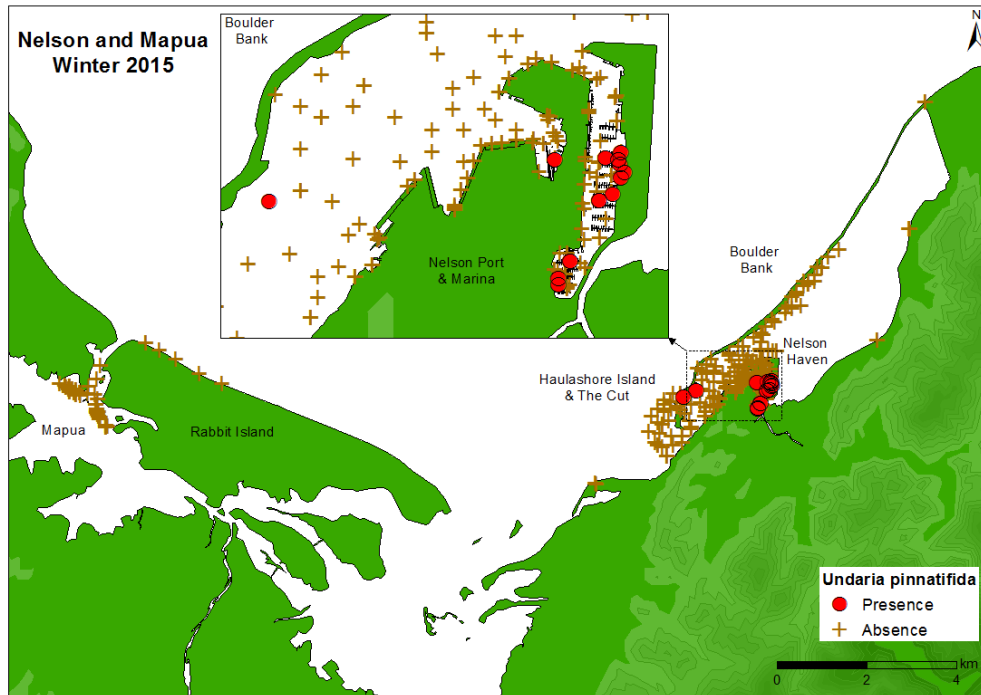 Nelson and Mapua
Winter 2015
Boulder
Bank
N
Nelson Port
& Marina
Boulder
Bank
Nelson
Haven
Haulashore Island
& The Cut
Mapua
Rabbit Island
Undaria pinnatifida
Presence
Absence
km
0 2 4